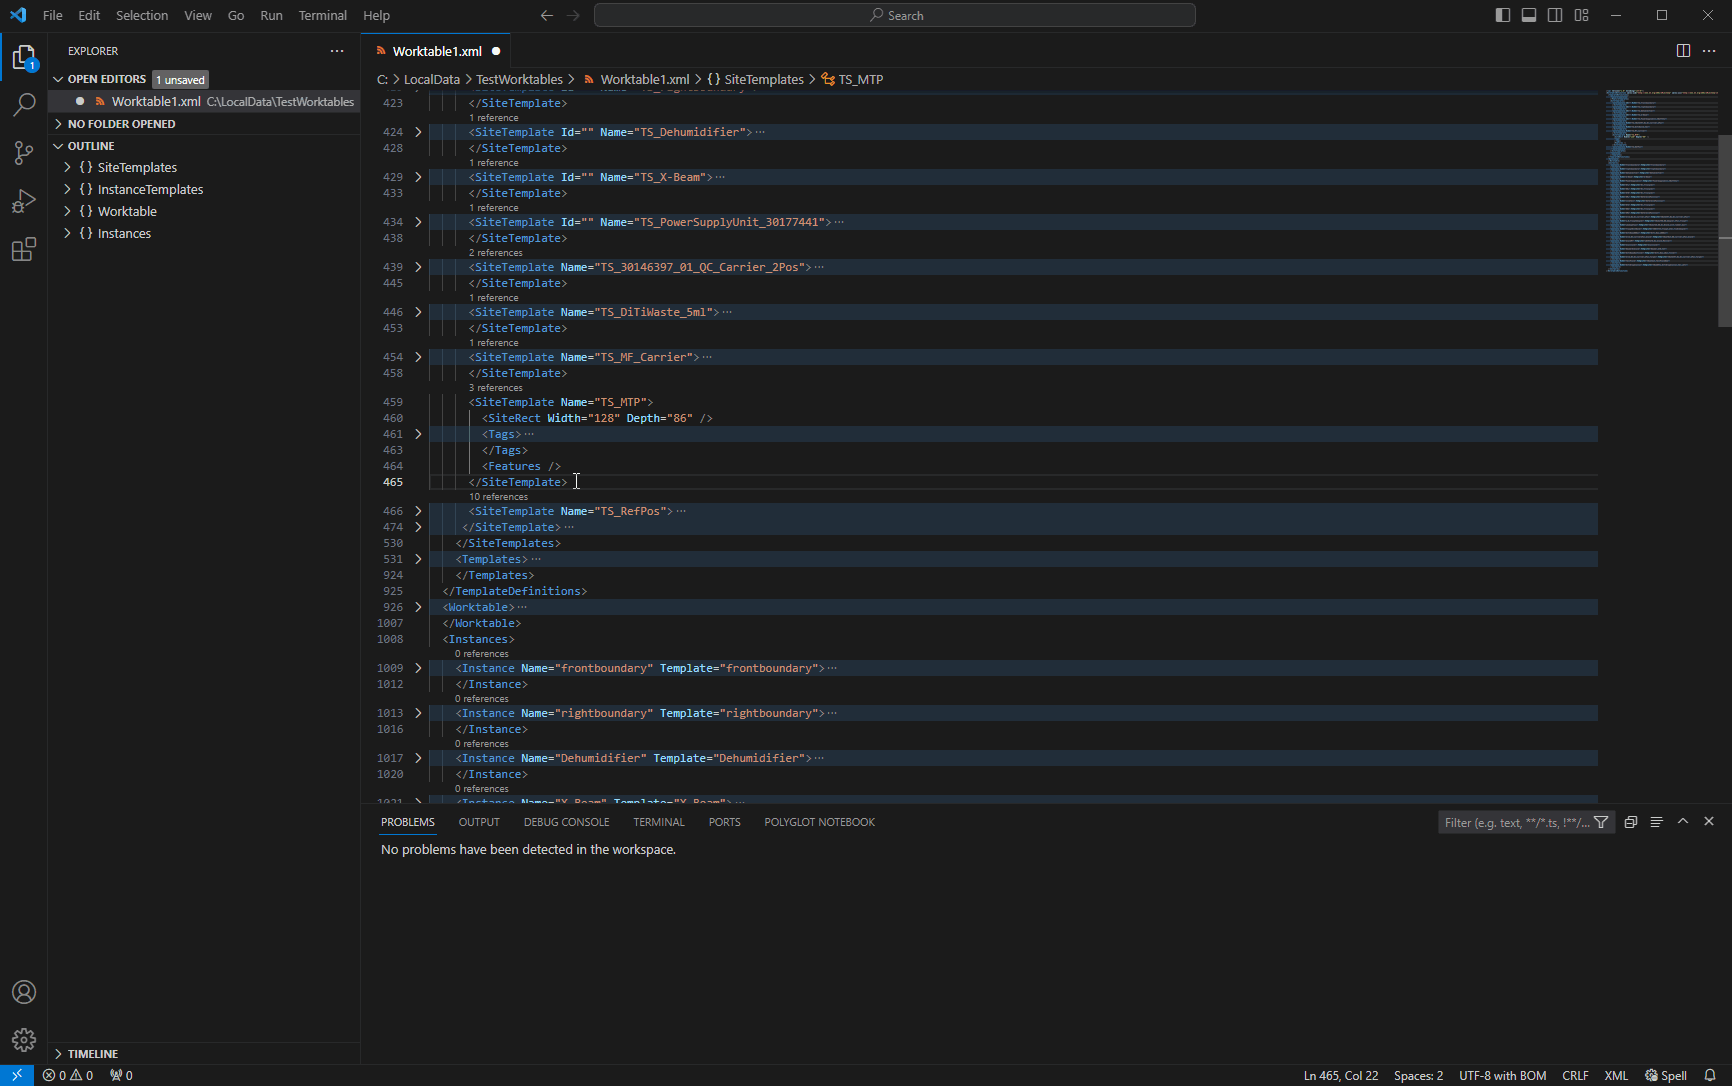 File Edit Selection View Go Run Terminal Help
Search
EXPLORER
OPEN EDITORS 1 unsaved
Worktable1.xml C:\LocalData\TestWorktables
NO FOLDER OPENED
OUTLINE
{} SiteTemplates
{} InstanceTemplates
{} Worktable
{} Instances
TIMELINE
Worktable1.xml
C: > LocalData > TestWorktables > Worktable1.xml > {} SiteTemplates > TS_MTP
423 </SiteTemplate>
1 reference
424 <SiteTemplate Id="" Name="TS_Dehumidifier">…
428 </SiteTemplate>
1 reference
429 <SiteTemplate Id="" Name="TS_X-Beam">…
433 </SiteTemplate>
1 reference
434 <SiteTemplate Id="" Name="TS_PowerSupplyUnit_30177441">…
438 </SiteTemplate>
2 references
439 <SiteTemplate Name="TS_30146397_01_QC_Carrier_2Pos">…
445 </SiteTemplate>
1 reference
446 <SiteTemplate Name="TS_DiTiWaste_5ml">…
453 </SiteTemplate>
1 reference
454 <SiteTemplate Name="TS_MF_Carrier">…
458 </SiteTemplate>
3 references
459 <SiteTemplate Name="TS_MTP">
460 <SiteRect Width="128" Depth="86" />
461 <Tags>…
463 </Tags>
464 <Features />
465 </SiteTemplate>
10 references
466 <SiteTemplate Name="TS_RefPos">…
474 </SiteTemplate>…
530 </SiteTemplates>
531 <Templates>…
924 </Templates>
925 </TemplateDefinitions>
926 <Worktable>…
1007 </Worktable>
1008 <Instances>
0 references
1009 <Instance Name="frontboundary" Template="frontboundary">…
1012 </Instance>
0 references
1013 <Instance Name="rightboundary" Template="rightboundary">…
1016 </Instance>
0 references
1017 <Instance Name="Dehumidifier" Template="Dehumidifier">…
1020 </Instance>
0 references
1021 <Instance Name="X-Beam" Template="X-Beam">…
PROBLEMS OUTPUT DEBUG CONSOLE TERMINAL PORTS POLYGLOT NOTEBOOK
Filter (e.g. text, **/*.ts, !**/...
No problems have been detected in the workspace.
0 0 0
Ln 465, Col 22 Spaces: 2 UTF-8 with BOM CRLF XML Spell